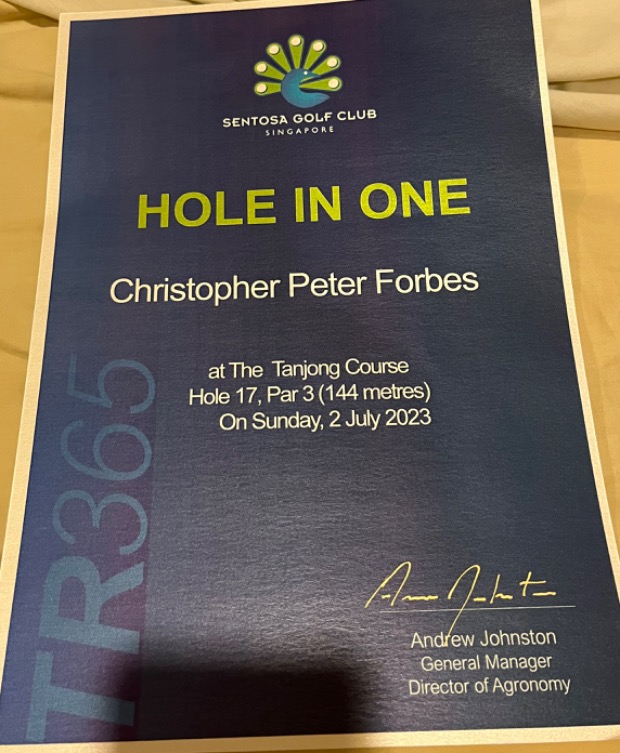 SENTOSA GOLF CLUB
SINGAPORE
HOLE IN ONE
Christopher Peter Forbes
at The Tanjong Course
Hole 17, Par 3 (144 metres)
On Sunday, 2 July 2023
TR365
Andrew Johnston
General Manager
Director of Agronomy